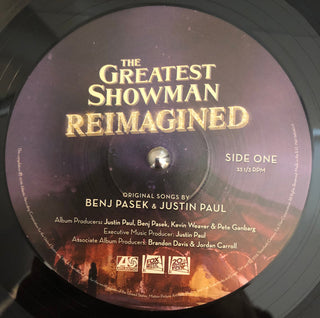 THE
GREATEST
SHOWMAN
REIMAGINED
SIDE ONE
33 1/3 RPM
ORIGINAL SONGS BY
BENJ PASEK & JUSTIN PAUL
Album Producers: Justin Paul, Benj Pasek, Kevin Weaver & Pete Ganbarg
Executive Music Producer: Justin Paul
Associate Album Producers: Brandon Davis & Jordan Carroll
FOX
FOX